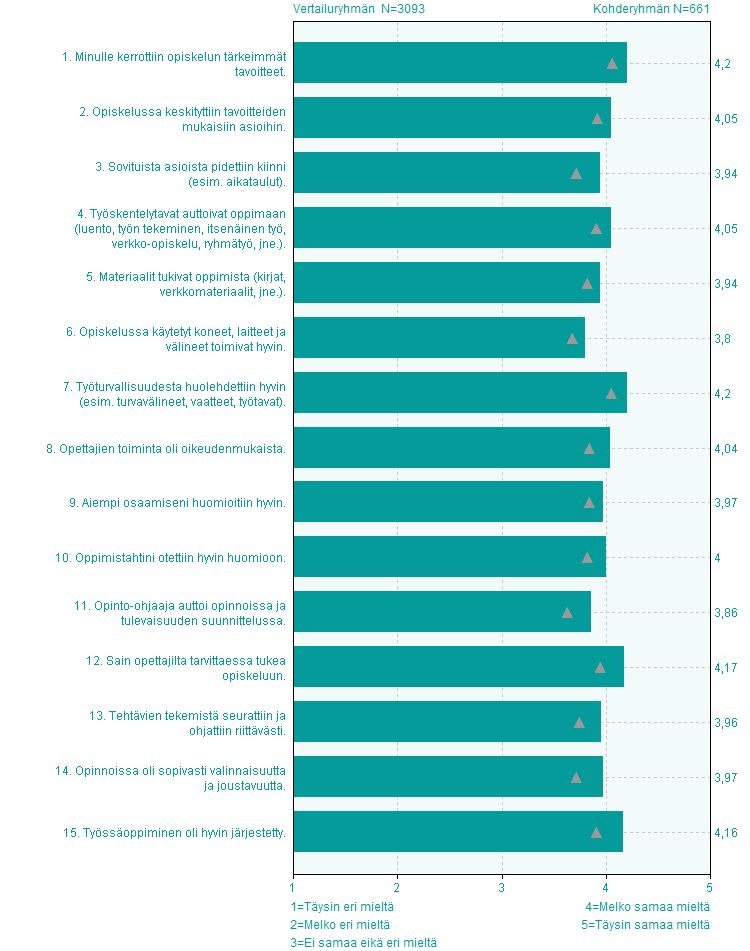 Vertailuryhmän N=3093 Kohderyhmän N=661
1. Minulle kerrottiin opiskelun tärkeimmät
tavoitteet.
4,2
2. Opiskelussa keskityttiin tavoitteiden
mukaisiin asioihin.
4,05
3. Sovituista asioista pidettiin kiinni
(esim. aikataulut).
3,94
4. Työskentelytavat auttoivat oppimaan
(luento, työn tekeminen, itsenäinen työ,
verkko-opiskelu, ryhmätyö, jne.).
4,05
5. Materiaalit tukivat oppimista (kirjat,
verkkomateriaalit, jne.).
3,94
6. Opiskelussa käytetyt koneet, laitteet ja
välineet toimivat hyvin.
3,8
7. Työturvallisuudesta huolehdettiin hyvin
(esim. turvavälineet, vaatteet, työtavat).
4,2
8. Opettajien toiminta oli oikeudenmukaista.
4,04
9. Aiempi osaamiseni huomioitiin hyvin.
3,97
10. Oppimistahtini otettiin hyvin huomioon.
4
11. Opinto-ohjaaja auttoi opinnoissa ja
tulevaisuuden suunnittelussa.
3,86
12. Sain opettajilta tarvittaessa tukea
opiskeluun.
4,17
13. Tehtävien tekemistä seurattiin ja
ohjattiin riittävästi.
3,96
14. Opinnoissa oli sopivasti valinnaisuutta
ja joustavuutta.
3,97
15. Työssäoppiminen oli hyvin järjestetty.
4,16
1 2 3 4 5
1=Täysin eri mieltä 4=Melko samaa mieltä
2=Melko eri mieltä 5=Täysin samaa mieltä
3=Ei samaa eikä eri mieltä